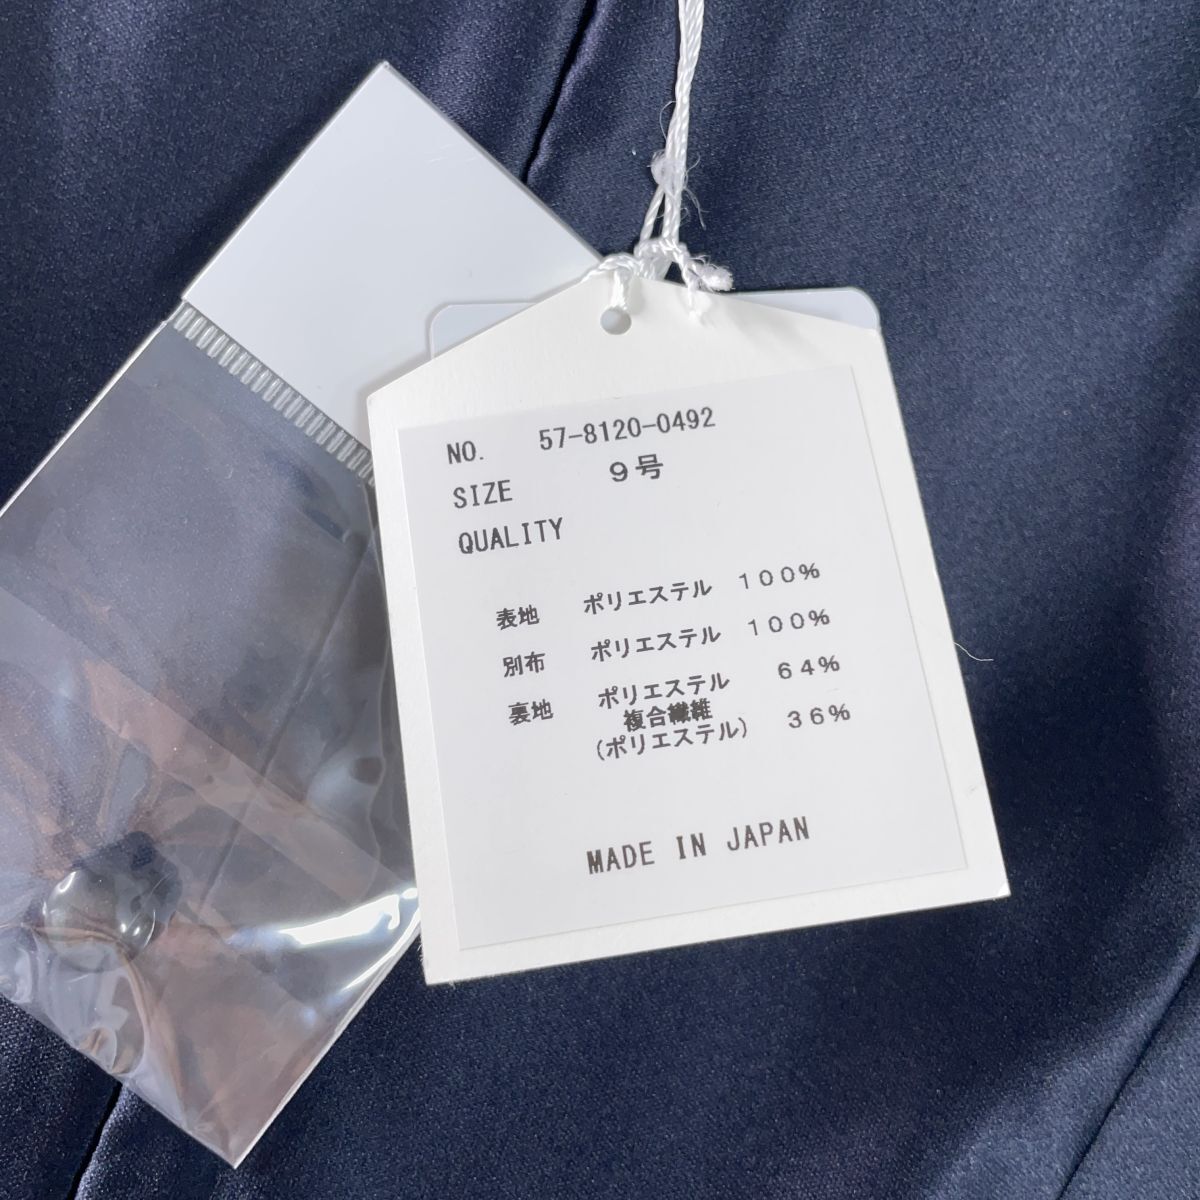 NO. 57-8120-0492
SIZE 9号
QUALITY
表地 ポリエステル 100%
別布 ポリエステル 100%
裏地 ポリエステル 64%
複合繊維
(ポリエステル) 36%
MADE IN JAPAN